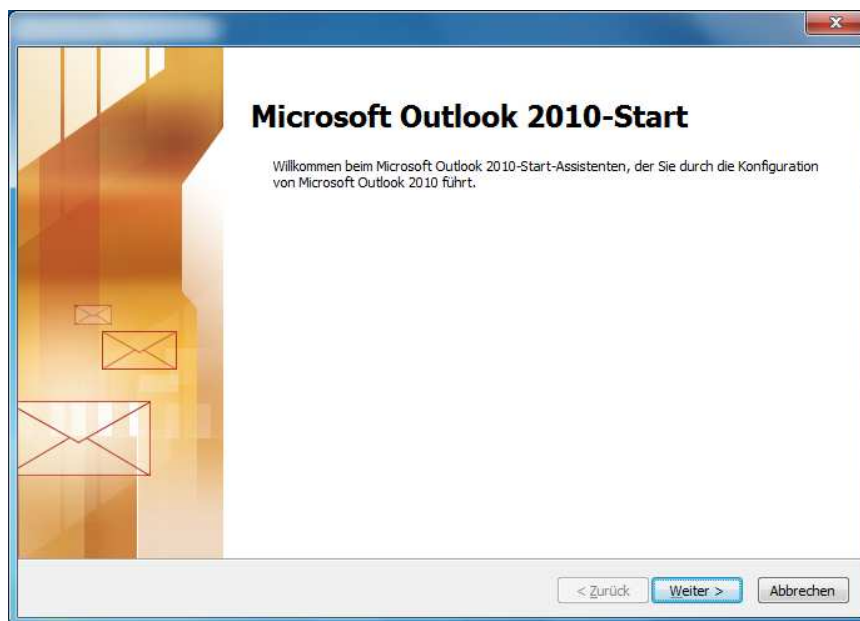 Microsoft Outlook 2010-Start
Willkommen beim Microsoft Outlook 2010-Start-Assistenten, der Sie durch die Konfiguration
von Microsoft Outlook 2010 führt.
< Zurück Weiter > Abbrechen